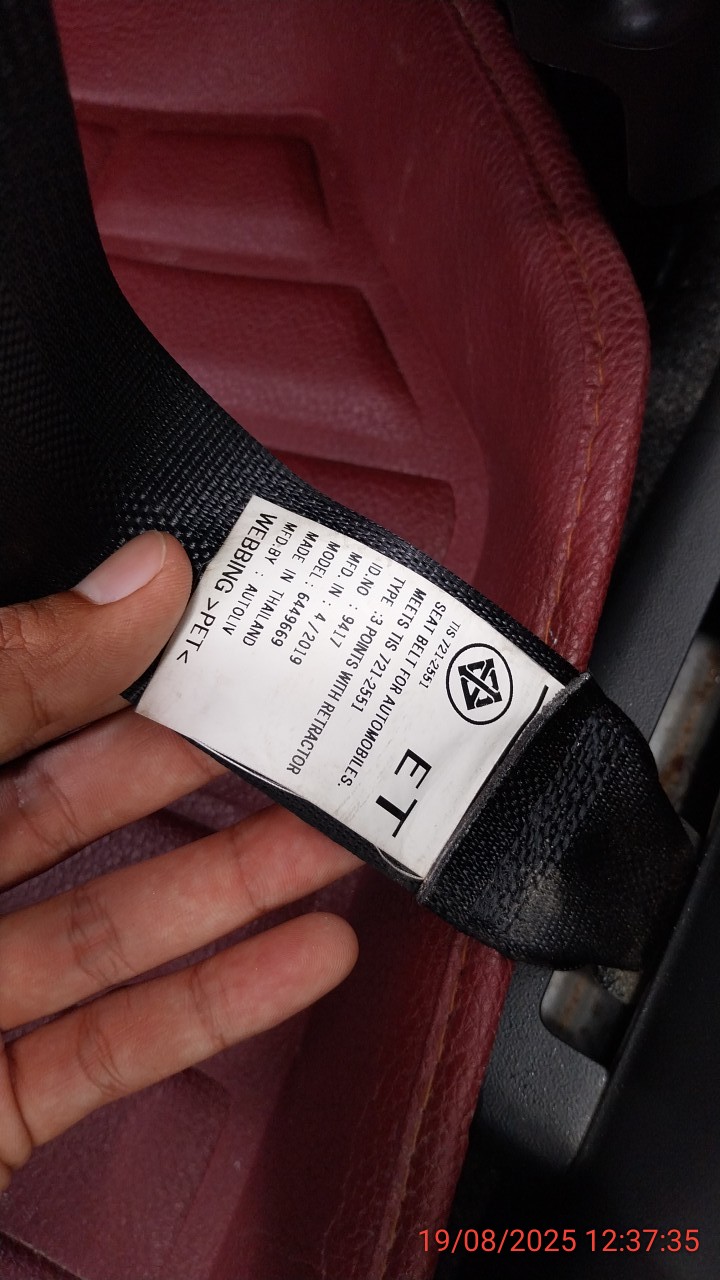 TIS 721-2551
ET
SEAT BELT FOR AUTOMOBILES.
MEETS TIS 721-2551
TYPE :3 POINTS WITH RETRACTOR
ID.NO : 9417
MFD. IN : 4 / 2019
MODEL : 6449669
MADE IN THAILAND
MFD.BY : AUTOLIV
WEBBING >PET<
19/08/2025 12:37:35